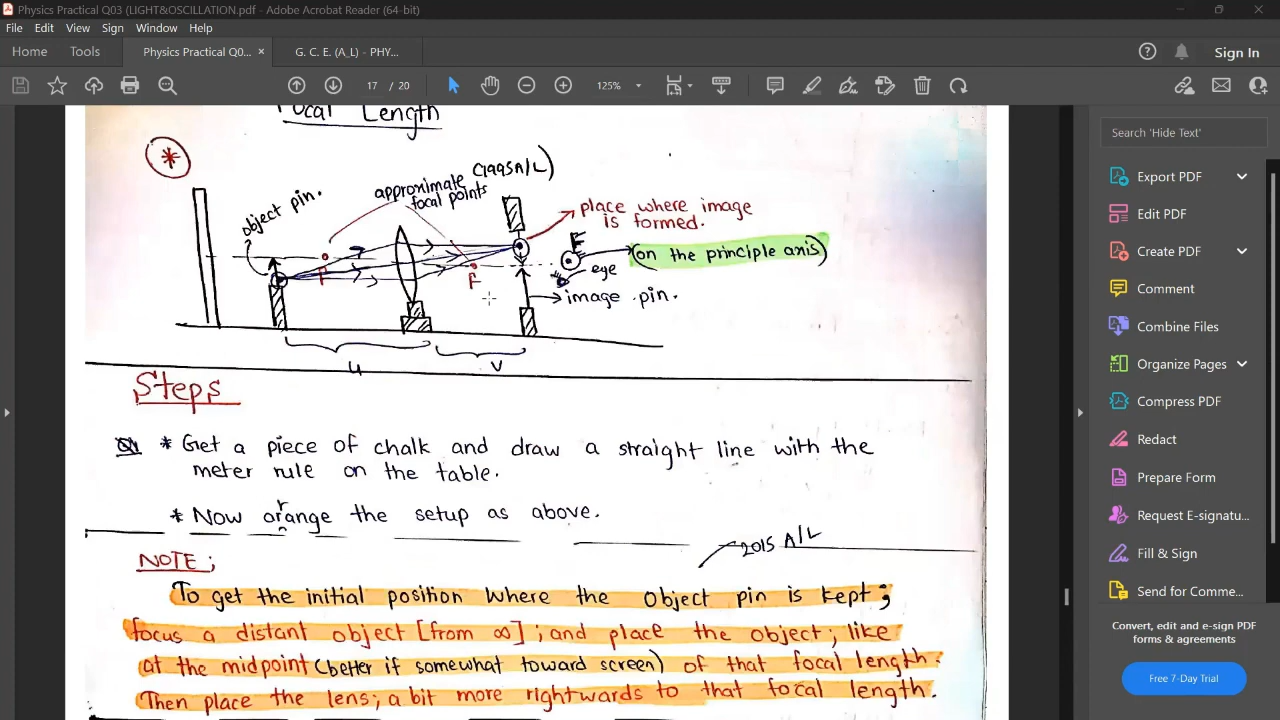 Physics Practical Q03 (LIGHT&OSCILLATION.pdf - Adobe Acrobat Reader (64-bit)
File Edit View Sign Window Help
Home Tools Physics Practical Q0... × G. C. E. (A_L) - PHY... Sign In
17 / 20 125%
Focal Length
Search 'Hide Text'
*
(1995 A/L)
approximate
focal points
object pin.
place where image
is formed.
(on the principle axis)
eye
F
F
image pin.
u
v
Steps
* Get a piece of chalk and draw a straight line with the
meter rule on the table.
* Now orange the setup as above.
r
2015 A/L
NOTE;
To get the initial position where the object pin is kept;
focus a distant object [from ∞]; and place the object; like
at the midpoint (better if somewhat toward screen) of that focal length.
Then place the lens; a bit more rightwards to that focal length.
Export PDF
Edit PDF
Create PDF
Comment
Combine Files
Organize Pages
Compress PDF
Redact
Prepare Form
Request E-signatu...
Fill & Sign
Send for Comme...
Convert, edit and e-sign PDF
forms & agreements
Free 7-Day Trial